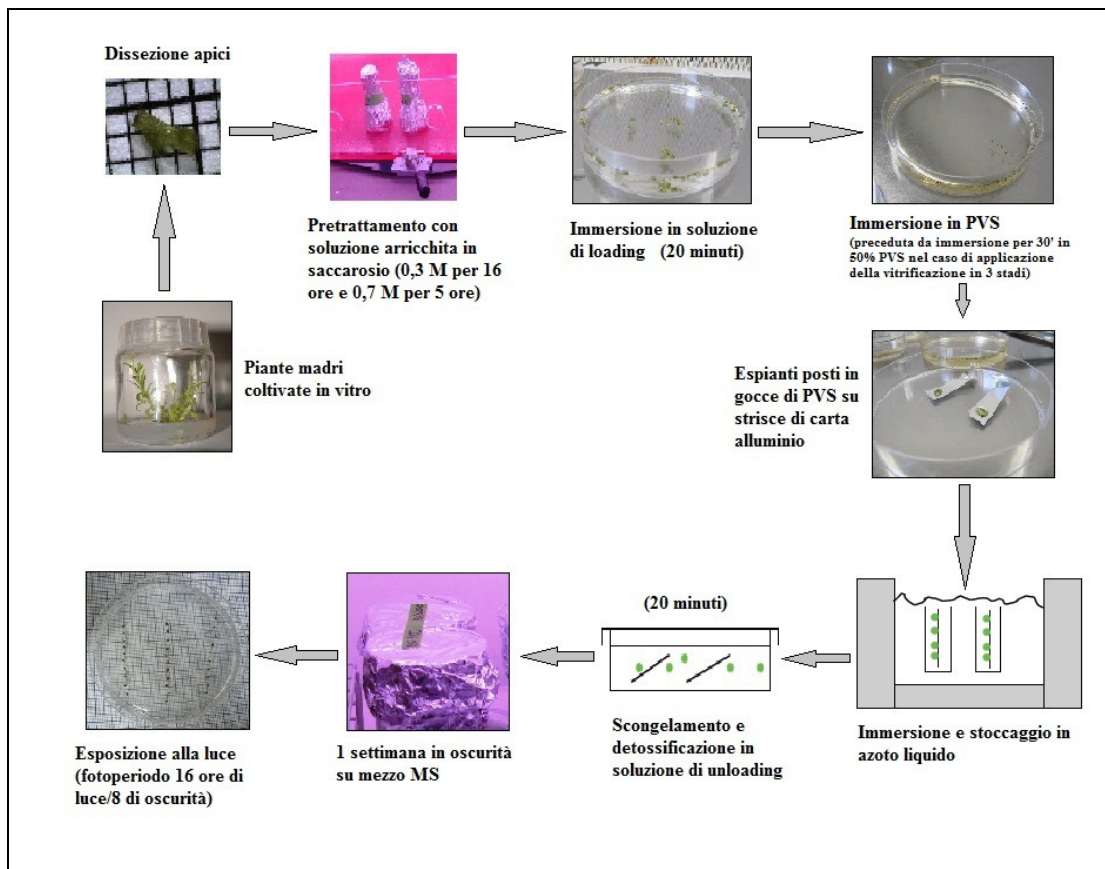 Dissezione apici
Pretrattamento con
soluzione arricchita in
saccarosio (0,3 M per 16
ore e 0,7 M per 5 ore)
Immersione in soluzione
di loading (20 minuti)
Immersione in PVS
(preceduta da immersione per 30' in
50% PVS nel caso di applicazione
della vitrificazione in 3 stadi)
Piante madri
coltivate in vitro
Espianti posti in
gocce di PVS su
strisce di carta
alluminio
Immersione e stoccaggio in
azoto liquido
(20 minuti)
Scongelamento e
detossificazione in
soluzione di unloading
1 settimana in oscurità
su mezzo MS
Esposizione alla luce
(fotoperiodo 16 ore di
luce/8 di oscurità)